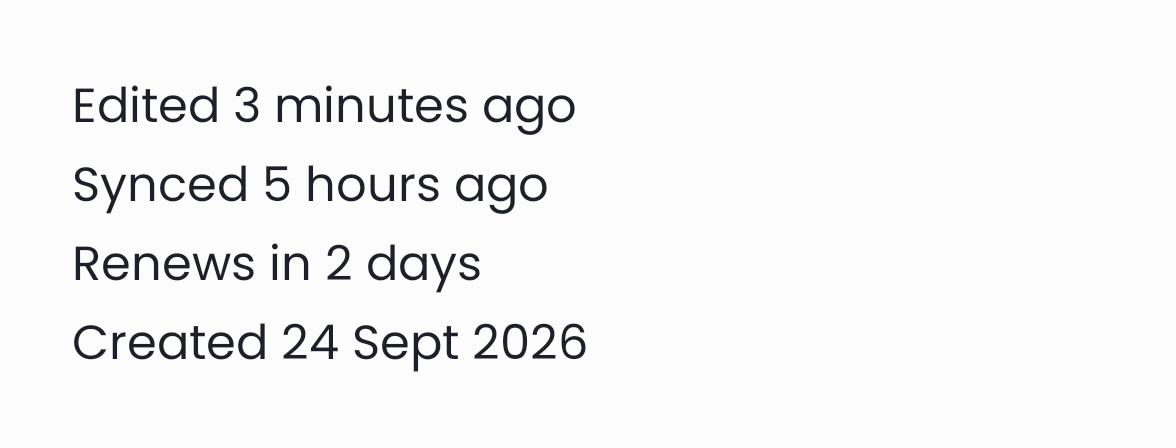 Edited 3 minutes ago
Synced 5 hours ago
Renews in 2 days
Created 24 Sept 2026